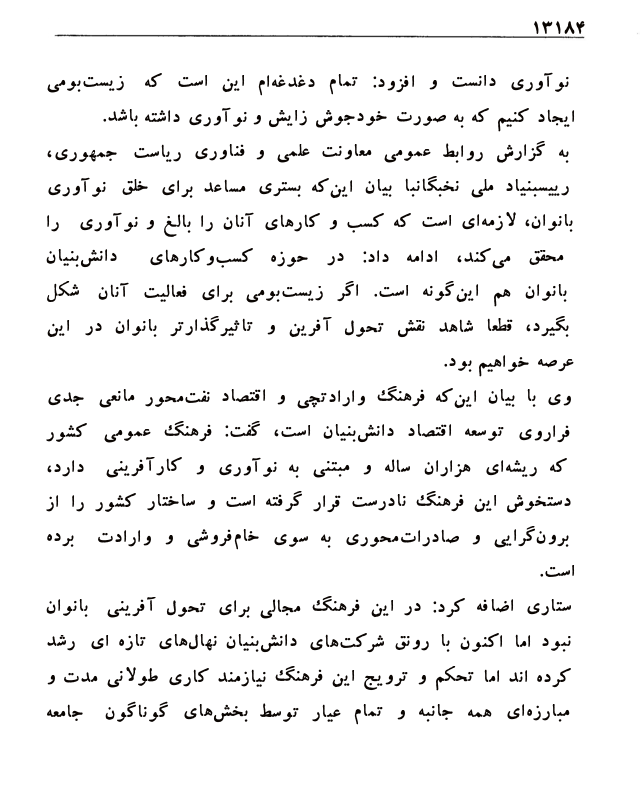 ۱۳۱۸۴
نوآوری دانست و افزود: تمام دغدغه‌ام این است که زیست‌بومی
ایجاد کنیم که به صورت خودجوش زایش و نوآوری داشته باشد.
به گزارش روابط عمومی معاونت علمی و فناوری ریاست جمهوری،
رییسبنیاد ملی نخبگانبا بیان این‌که بستری مساعد برای خلق نوآوری
بانوان، لازمه‌ای است که کسب و کارهای آنان را بالغ و نوآوری را
محقق می‌کند، ادامه داد: در حوزه کسب‌وکارهای دانش‌بنیان
بانوان هم این‌گونه است. اگر زیست‌بومی برای فعالیت آنان شکل
بگیرد، قطعا شاهد نقش تحول آفرین و تاثیرگذارتر بانوان در این
عرصه خواهیم بود.
وی با بیان این‌که فرهنگ وارادتچی و اقتصاد نفت‌محور مانعی جدی
فراروی توسعه اقتصاد دانش‌بنیان است، گفت: فرهنگ عمومی کشور
که ریشه‌ای هزاران ساله و مبتنی به نوآوری و کارآفرینی دارد،
دستخوش این فرهنگ نادرست قرار گرفته است و ساختار کشور را از
برون‌گرایی و صادرات‌محوری به سوی خام‌فروشی و وارادت برده
است.
ستاری اضافه کرد: در این فرهنگ مجالی برای تحول آفرینی بانوان
نبود اما اکنون با رونق شرکت‌های دانش‌بنیان نهال‌های تازه ای رشد
کرده اند اما تحکم و ترویج این فرهنگ نیازمند کاری طولانی مدت و
مبارزه‌ای همه جانبه و تمام عیار توسط بخش‌های گوناگون جامعه